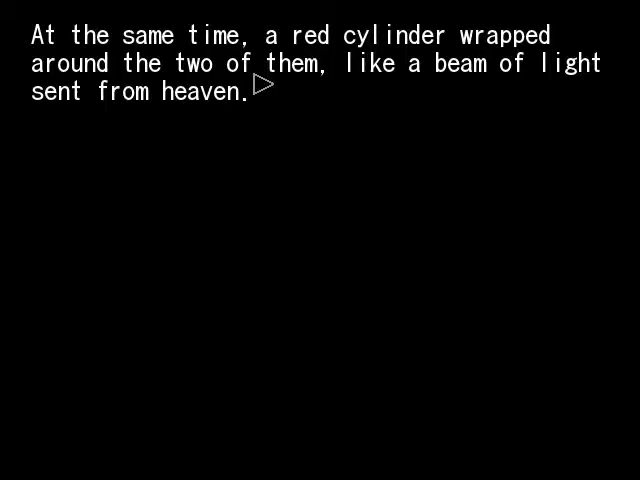 At the same time, a red cylinder wrapped
around the two of them, like a beam of light
sent from heaven.